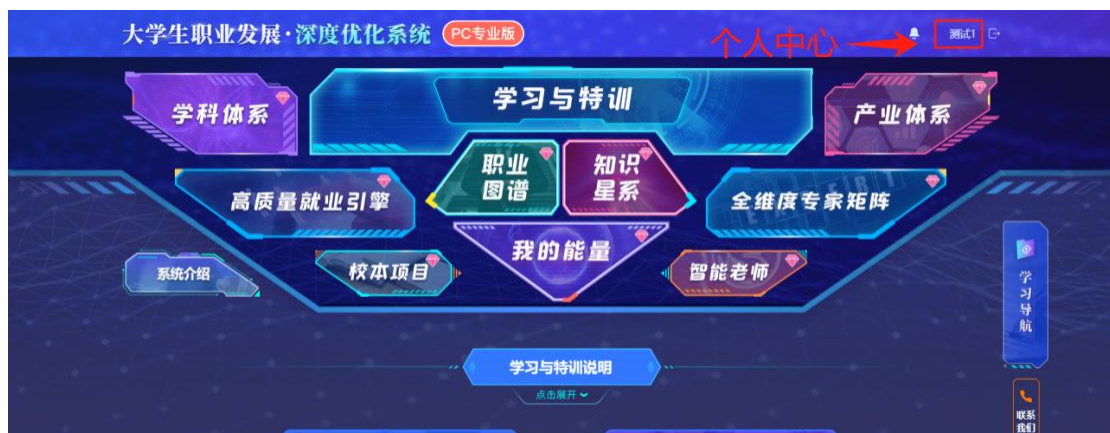 大学生职业发展·深度优化系统 PC专业版
个人中心
测试1
学科体系
学习与特训
产业体系
职业
图谱
知识
星系
高质量就业引擎
全维度专家矩阵
我的能量
系统介绍
校本项目
智能老师
学习导航
学习与特训说明
点击展开
联系
我们